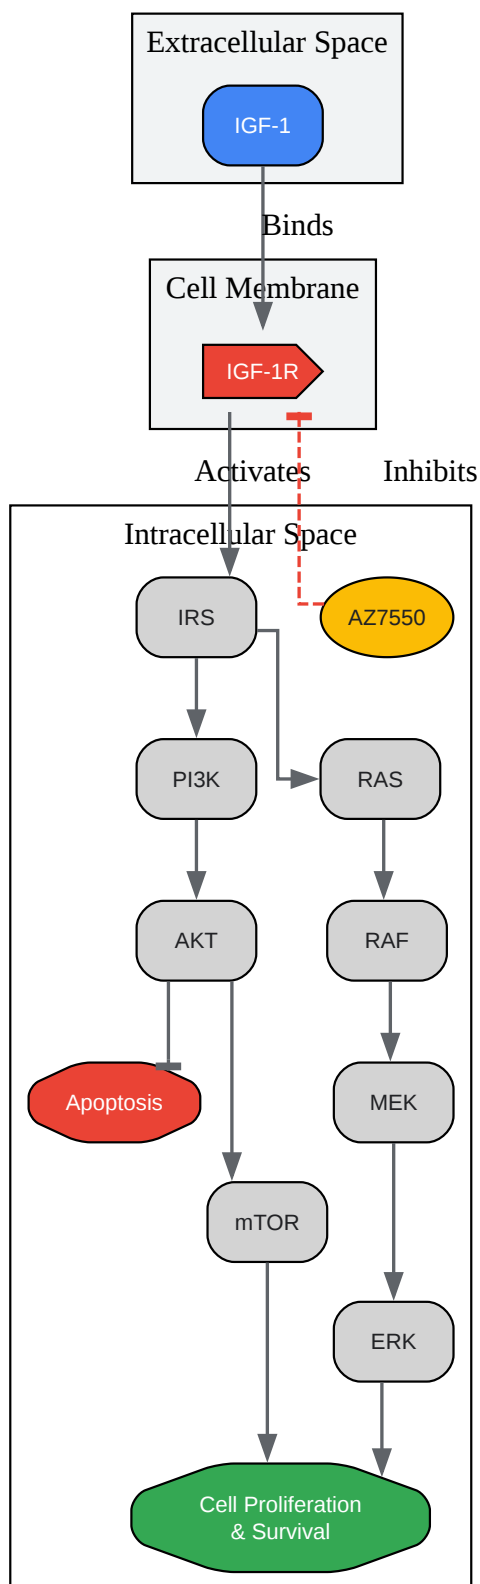 Extracellular Space
IGF-1
Binds
Cell Membrane
IGF-1R
Activates
Inhibits
Intracellular Space
IRS
AZ7550
PI3K
RAS
AKT
RAF
Apoptosis
MEK
mTOR
ERK
Cell Proliferation
& Survival